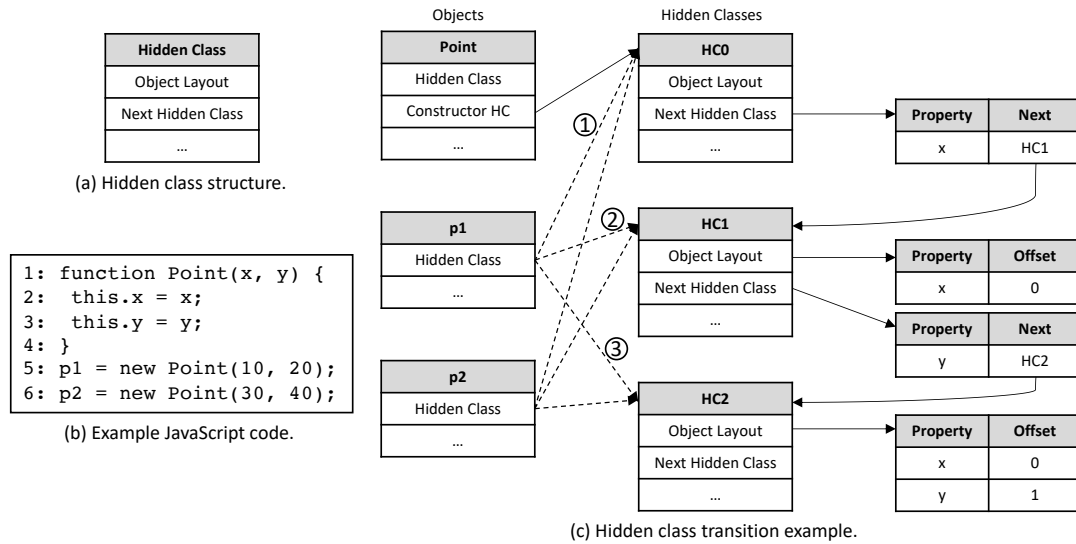 Hidden Class
Object Layout
Next Hidden Class
...
(a) Hidden class structure.
1: function Point(x, y) {
2:  this.x = x;
3:  this.y = y;
4: }
5: p1 = new Point(10, 20);
6: p2 = new Point(30, 40);
(b) Example JavaScript code.
Objects
Point
Hidden Class
Constructor HC
...
p1
Hidden Class
...
p2
Hidden Class
...
①
②
③
Hidden Classes
HC0
Object Layout
Next Hidden Class
...
HC1
Object Layout
Next Hidden Class
...
HC2
Object Layout
Next Hidden Class
...
Property Next
x HC1
Property Offset
x 0
Property Next
y HC2
Property Offset
x 0
y 1
(c) Hidden class transition example.